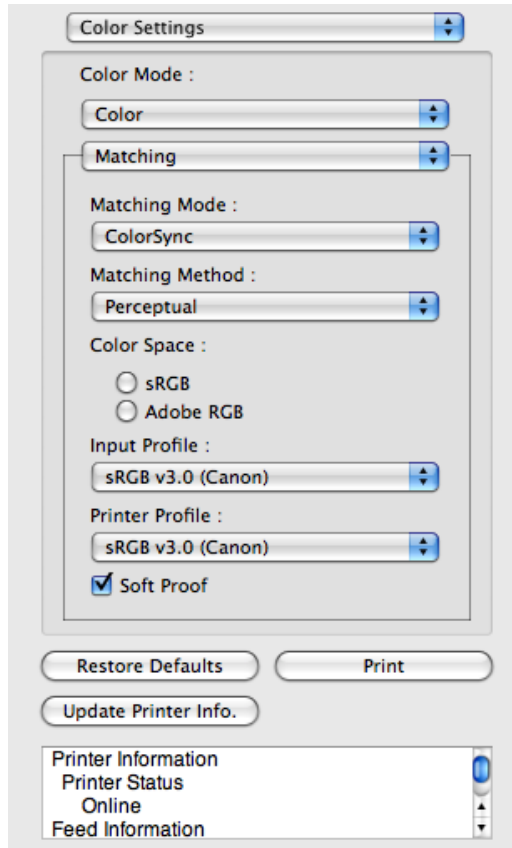 Color Settings
Color Mode :
Color
Matching
Matching Mode :
ColorSync
Matching Method :
Perceptual
Color Space :
sRGB
Adobe RGB
Input Profile :
sRGB v3.0 (Canon)
Printer Profile :
sRGB v3.0 (Canon)
Soft Proof
Restore Defaults Print
Update Printer Info.
Printer Information
Printer Status
Online
Feed Information